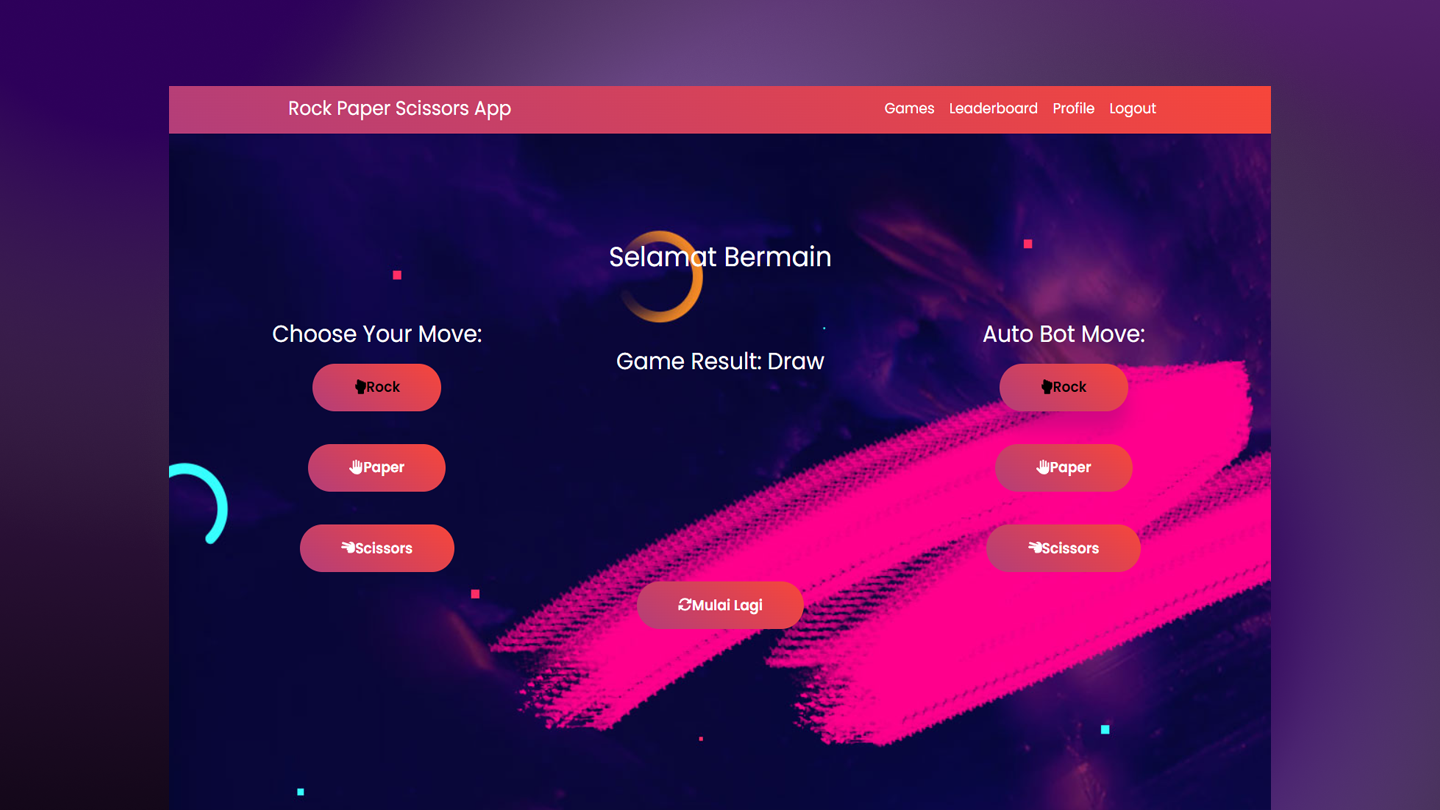 Rock Paper Scissors App
Games Leaderboard Profile Logout
Selamat Bermain
Choose Your Move:
Rock
Paper
Scissors
Game Result: Draw
Mulai Lagi
Auto Bot Move:
Rock
Paper
Scissors